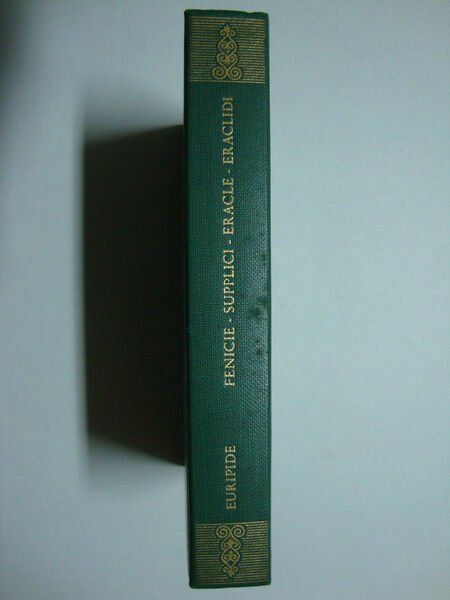 EURIPIDE
FENICIE - SUPPLICI - ERACLE - ERACLIDI